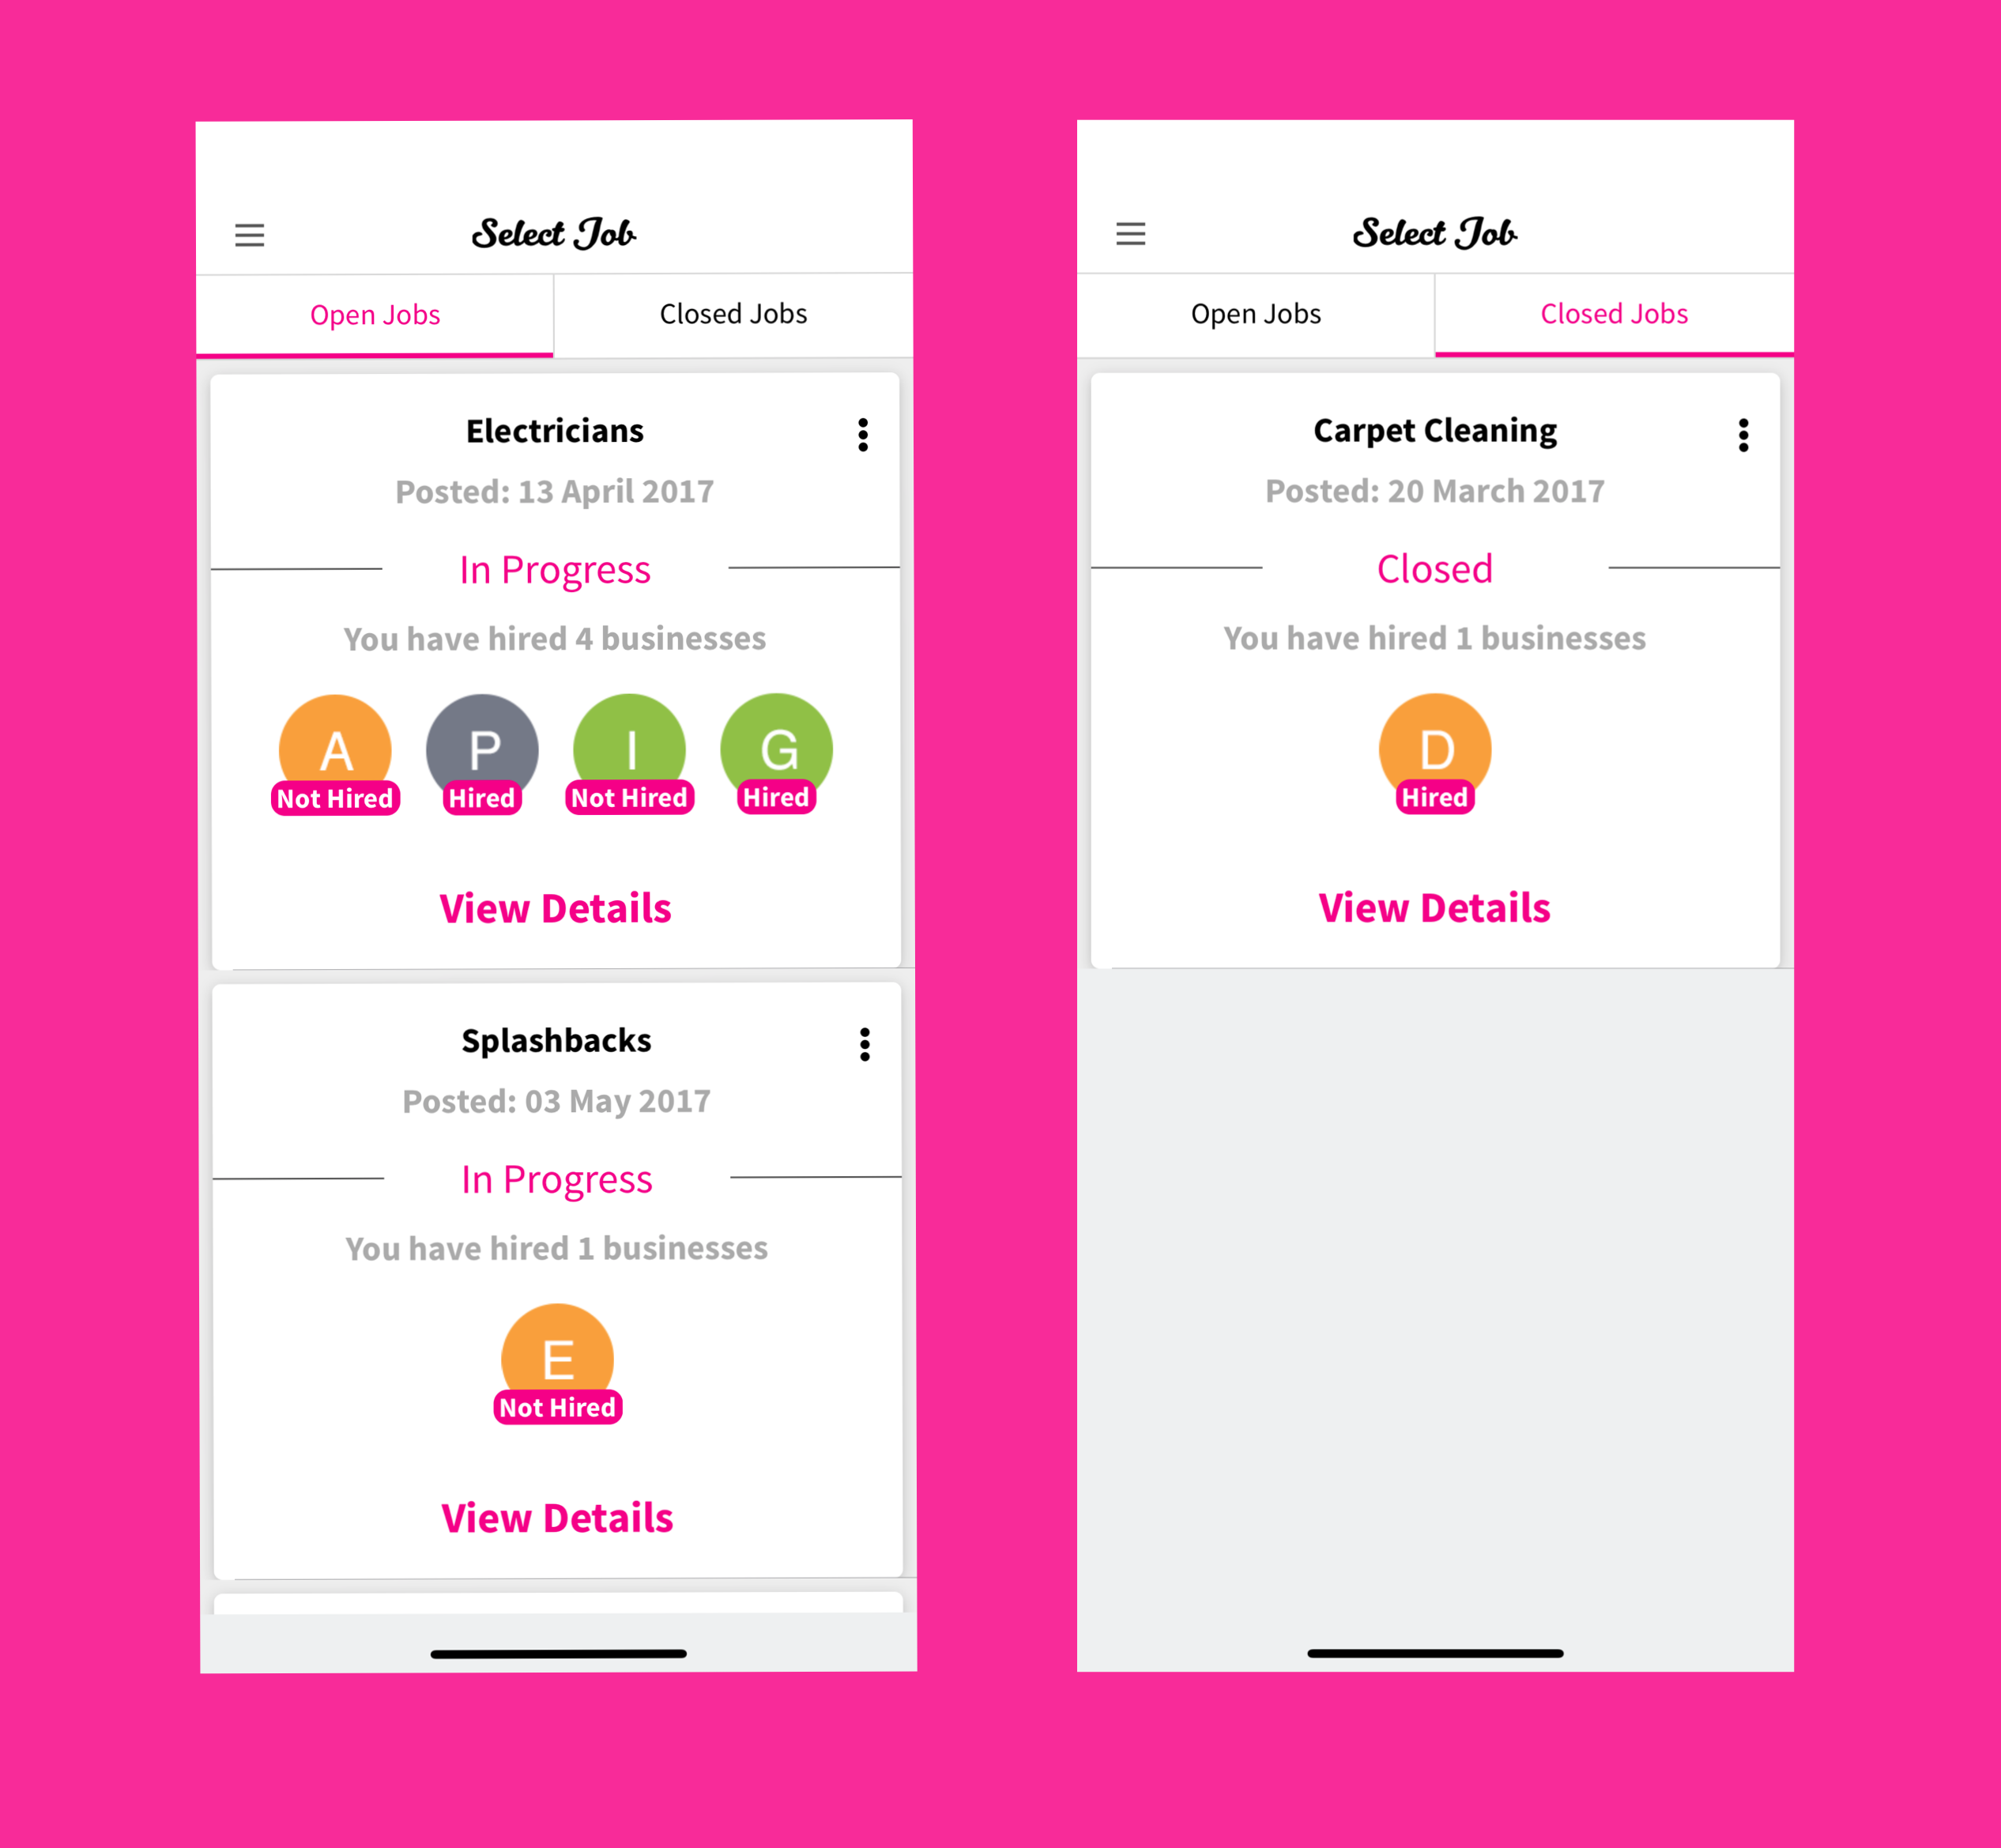 Select Job
Open Jobs
Closed Jobs
Electricians
Posted: 13 April 2017
In Progress
You have hired 4 businesses
A
P
I
G
Not Hired
Hired
Not Hired
Hired
View Details
Splashbacks
Posted: 03 May 2017
In Progress
You have hired 1 businesses
E
Not Hired
View Details
Select Job
Open Jobs
Closed Jobs
Carpet Cleaning
Posted: 20 March 2017
Closed
You have hired 1 businesses
D
Hired
View Details